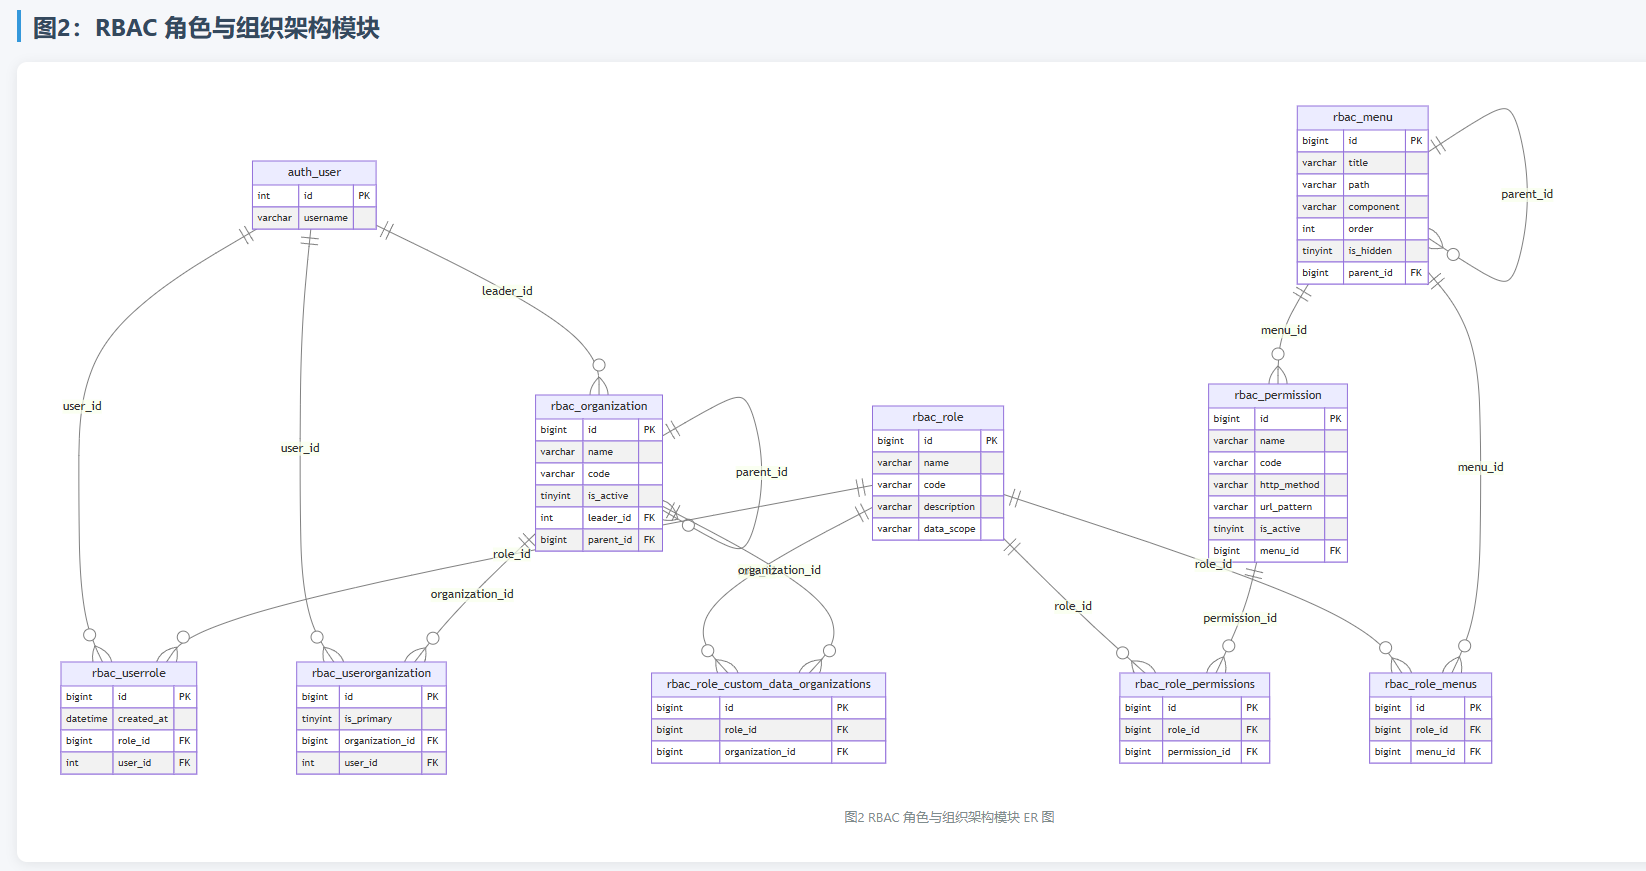 图2：RBAC 角色与组织架构模块
rbac_menu
bigint id PK
varchar title
varchar path
varchar component
int order
tinyint is_hidden
bigint parent_id FK
parent_id
auth_user
int id PK
varchar username
leader_id
menu_id
user_id
user_id
rbac_organization
bigint id PK
varchar name
varchar code
tinyint is_active
int leader_id FK
bigint parent_id FK
parent_id
rbac_role
bigint id PK
varchar name
varchar code
varchar description
varchar data_scope
rbac_permission
bigint id PK
varchar name
varchar code
varchar http_method
varchar url_pattern
tinyint is_active
bigint menu_id FK
menu_id
role_id
organization_id
organization_id
role_id
role_id
permission_id
rbac_userrole
bigint id PK
datetime created_at
bigint role_id FK
int user_id FK
rbac_userorganization
bigint id PK
tinyint is_primary
bigint organization_id FK
int user_id FK
rbac_role_custom_data_organizations
bigint id PK
bigint role_id FK
bigint organization_id FK
rbac_role_permissions
bigint id PK
bigint role_id FK
bigint permission_id FK
rbac_role_menus
bigint id PK
bigint role_id FK
bigint menu_id FK
图2 RBAC 角色与组织架构模块 ER 图